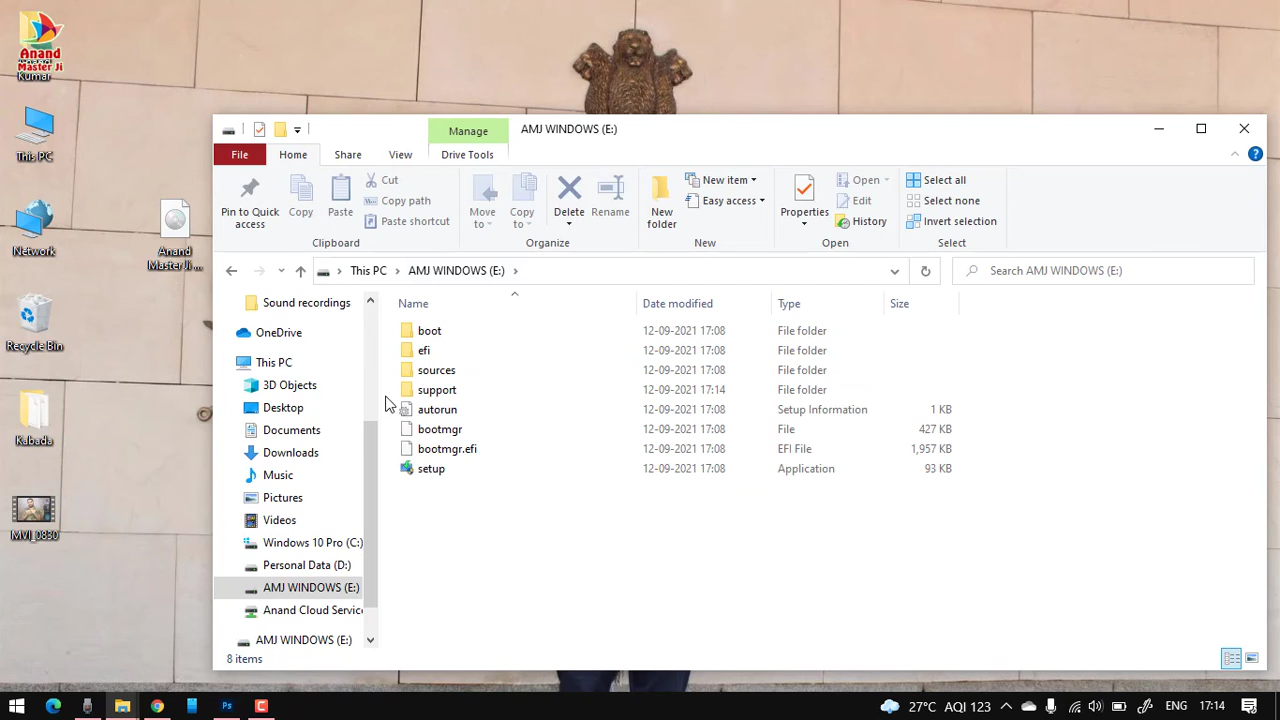 Anand
Master Ji
Kumar
This PC
Network
Recycle Bin
Kabada
MVI_0830
Anand
Master Ji ...
Manage
AMJ WINDOWS (E:)
File
Home
Share
View
Drive Tools
Pin to Quick
access
Copy
Paste
Cut
Copy path
Paste shortcut
Clipboard
Move
to
Copy
to
Delete
Rename
Organize
New
folder
New item
Easy access
New
Properties
Open
Edit
History
Open
Select all
Select none
Invert selection
Select
This PC
AMJ WINDOWS (E:)
Search AMJ WINDOWS (E:)
Sound recordings
OneDrive
This PC
3D Objects
Desktop
Documents
Downloads
Music
Pictures
Videos
Windows 10 Pro (C:)
Personal Data (D:)
AMJ WINDOWS (E:)
Anand Cloud Servic
AMJ WINDOWS (E:)
Name Date modified Type Size
boot 12-09-2021 17:08 File folder
efi 12-09-2021 17:08 File folder
sources 12-09-2021 17:08 File folder
support 12-09-2021 17:14 File folder
autorun 12-09-2021 17:08 Setup Information 1 KB
bootmgr 12-09-2021 17:08 File 427 KB
bootmgr.efi 12-09-2021 17:08 EFI File 1,957 KB
setup 12-09-2021 17:08 Application 93 KB
8 items
Ps
27°C AQI 123 ENG 17:14